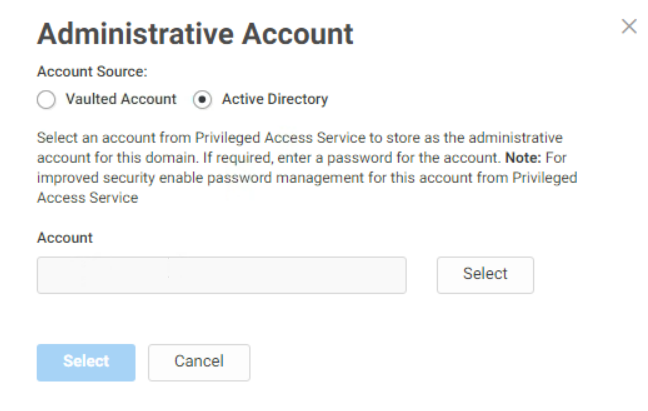 Administrative Account
Account Source:
Vaulted Account Active Directory
Select an account from Privileged Access Service to store as the administrative
account for this domain. If required, enter a password for the account. Note: For
improved security enable password management for this account from Privileged
Access Service
Account
Select
Select Cancel